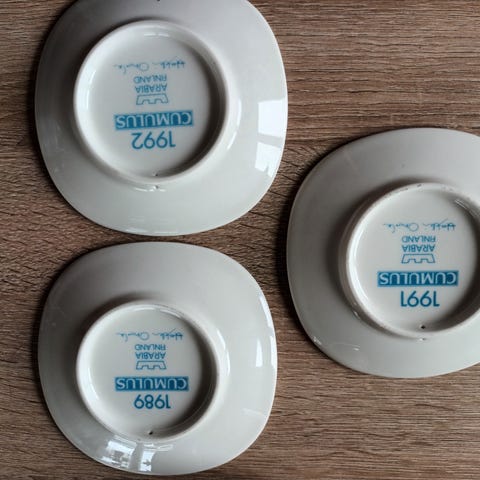 1989
CUMULUS
ARABIA
FINLAND
1991
CUMULUS
ARABIA
FINLAND
1992
CUMULUS
ARABIA
FINLAND